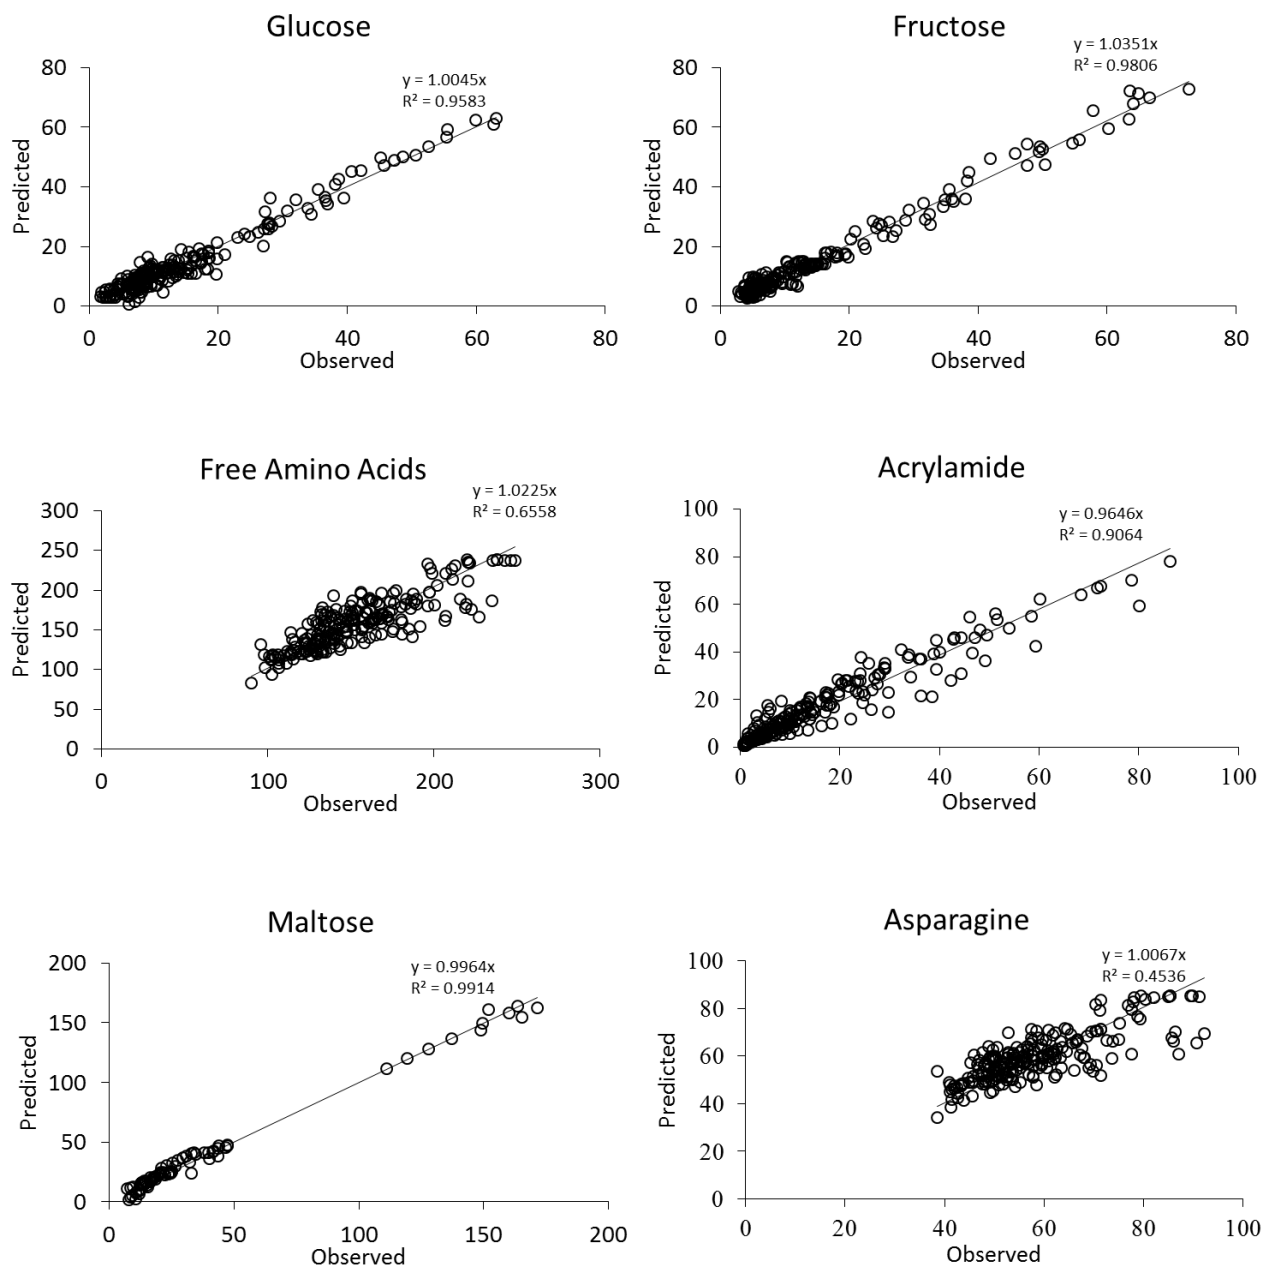 Glucose
y = 1.0045x
R² = 0.9583
80
60
40
20
0
Predicted
0 20 40 60 80
Observed
Fructose
y = 1.0351x
R² = 0.9806
80
60
40
20
0
Predicted
0 20 40 60 80
Observed
Free Amino Acids
y = 1.0225x
R² = 0.6558
300
250
200
150
100
50
0
Predicted
0 100 200 300
Observed
Acrylamide
y = 0.9646x
R² = 0.9064
100
80
60
40
20
0
Predicted
0 20 40 60 80 100
Observed
Maltose
y = 0.9964x
R² = 0.9914
200
150
100
50
0
Predicted
0 50 100 150 200
Observed
Asparagine
y = 1.0067x
R² = 0.4536
100
80
60
40
20
0
Predicted
0 20 40 60 80 100
Observed